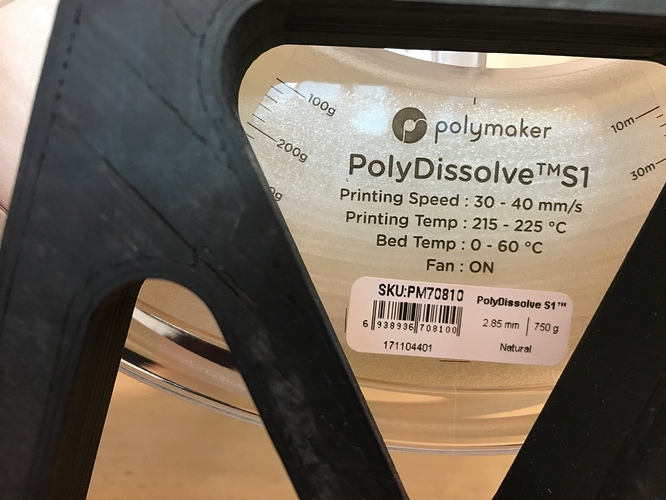 100g
200g
10m
30m
polymaker
PolyDissolve™S1
Printing Speed : 30 - 40 mm/s
Printing Temp : 215 - 225 °C
Bed Temp : 0 - 60 °C
Fan : ON
SKU:PM70810
6 938936 708100
171104401
PolyDissolve S1™
2.85 mm | 750 g
Natural